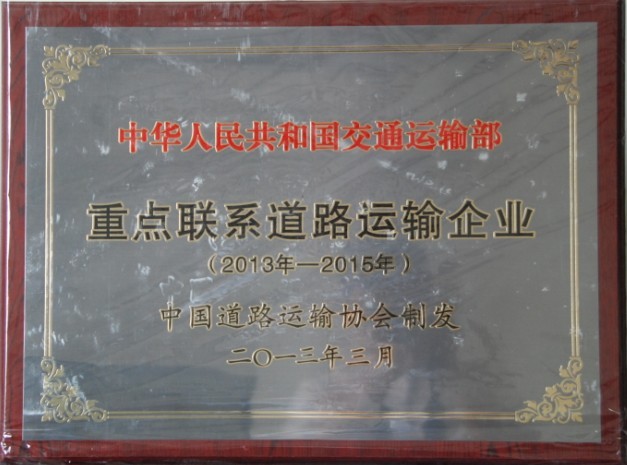 中华人民共和国交通运输部
重点联系道路运输企业
（2013年—2015年）
中国道路运输协会制发
二〇一三年三月